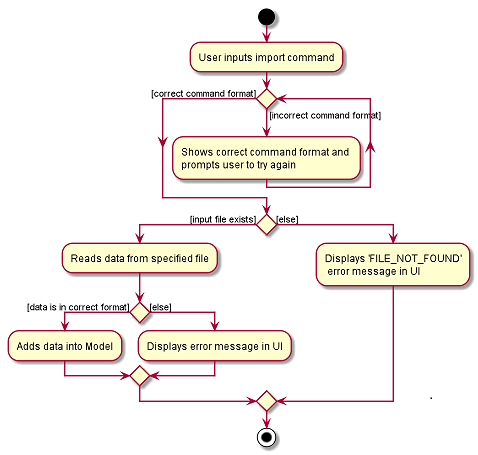 User inputs import command
[correct command format]
[incorrect command format]
Shows correct command format and
prompts user to try again
[input file exists]
[else]
Reads data from specified file
Displays 'FILE_NOT_FOUND'
error message in UI
[data is in correct format]
[else]
Adds data into Model
Displays error message in UI
.